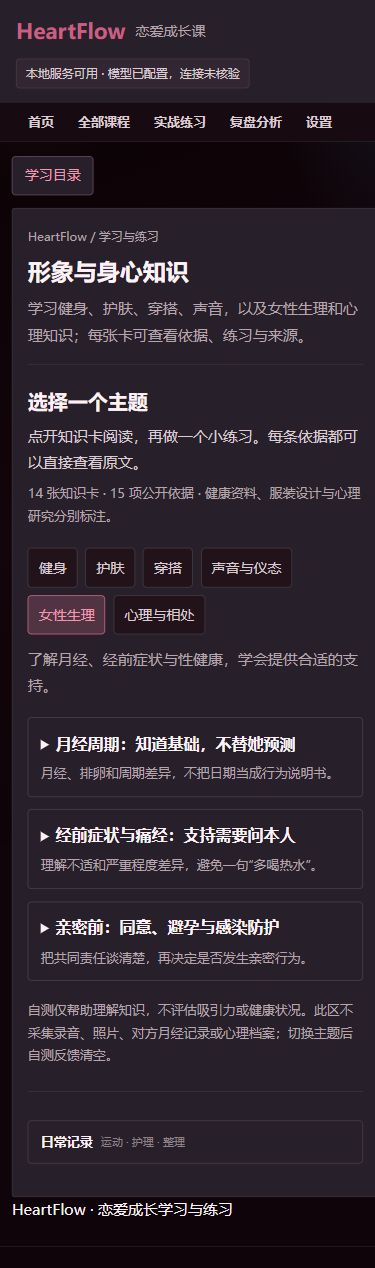 HeartFlow 恋爱成长课
本地服务可用 · 模型已配置，连接未核验
首页 全部课程 实战练习 复盘分析 设置
学习目录
HeartFlow / 学习与练习
形象与身心知识
学习健身、护肤、穿搭、声音，以及女性生理和心
理知识；每张卡可查看依据、练习与来源。
选择一个主题
点开知识卡阅读，再做一个小练习。每条依据都可
以直接查看原文。
14 张知识卡 · 15 项公开依据 · 健康资料、服装设计与心理
研究分别标注。
健身 护肤 穿搭 声音与仪态
女性生理 心理与相处
了解月经、经前症状与性健康，学会提供合适的支
持。
▶ 月经周期：知道基础，不替她预测
月经、排卵和周期差异，不把日期当成行为说明书。
▶ 经前症状与痛经：支持需要问本人
理解不适和严重程度差异，避免一句“多喝热水”。
▶ 亲密前：同意、避孕与感染防护
把共同责任谈清楚，再决定是否发生亲密行为。
自测仅帮助理解知识，不评估吸引力或健康状况。此区不
采集录音、照片、对方月经记录或心理档案；切换主题后
自测反馈清空。
日常记录 运动 · 护理 · 整理
HeartFlow · 恋爱成长学习与练习